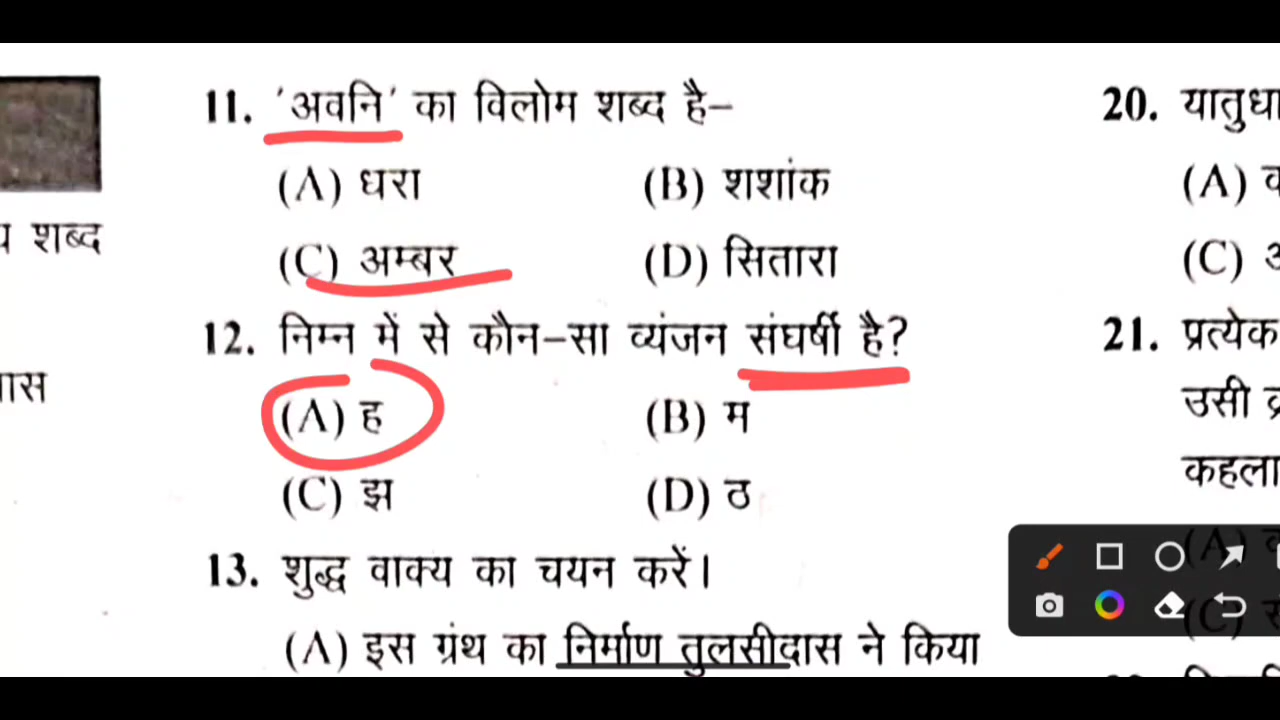 य शब्द
ास
11. 'अवनि' का विलोम शब्द है–
(A) धरा (B) शशांक
(C) अम्बर (D) सितारा
12. निम्न में से कौन-सा व्यंजन संघर्षी है?
(A) ह (B) म
(C) झ (D) ठ
13. शुद्ध वाक्य का चयन करें।
(A) इस ग्रंथ का निर्माण तुलसीदास ने किया
20. यातुधा
(A)
(C)
21. प्रत्येक
उसी
कहला
(A)
(C)